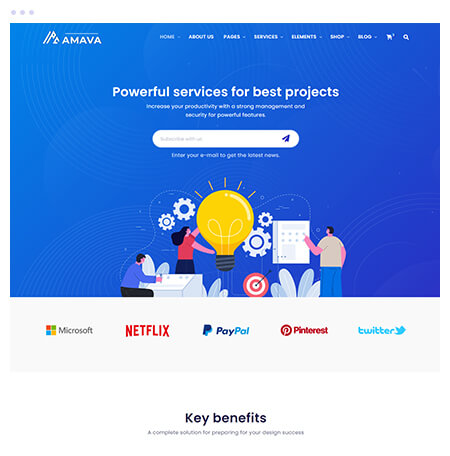 AMAVA
HOME ABOUT US PAGES SERVICES ELEMENTS SHOP BLOG
Powerful services for best projects
Increase your productivity with a strong management and
security for powerful features.
Subscribe with us
Enter your e-mail to get the latest news.
Microsoft NETFLIX PayPal Pinterest twitter
Key benefits
A complete solution for preparing for your design success